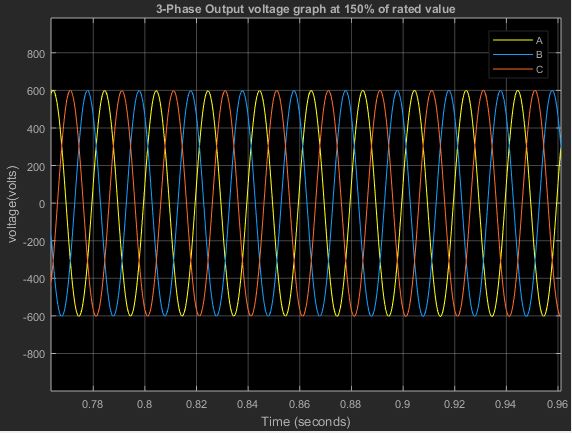 3-Phase Output voltage graph at 150% of rated value
A
B
C
800
600
400
200
0
-200
-400
-600
-800
voltage(volts)
0.78 0.8 0.82 0.84 0.86 0.88 0.9 0.92 0.94 0.96
Time (seconds)